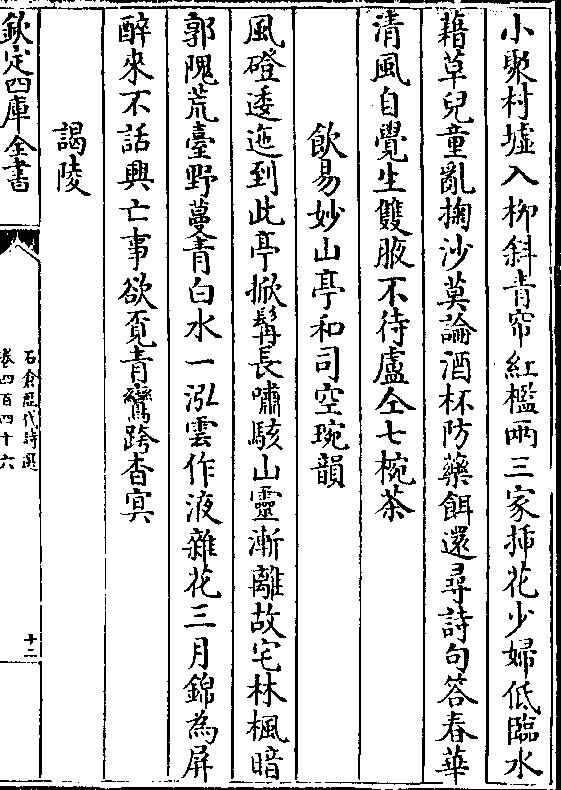 小聚村墟入柳斜青帘紅檻兩三家揷花少婦低臨水
藉草兒童亂掬沙莫論酒杯防藥餌還尋詩句答春華
清風自覺生雙腋不待盧仝七椀茶
飲易妙山亭和司空琬韻
風磴逶迤到此亭掀髯長嘯駭山靈漸離故宅林楓暗
郭隗荒臺野蔓青白水一泓雲作液雜花三月錦為屏
醉來不話興亡事欲覔青鸞跨杳冥
謁陵
欽定四庫全書
石倉歷代詩選
卷四百四十六
十二